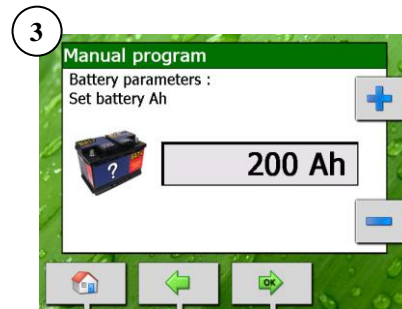 3
Manual program
Battery parameters :
Set battery Ah
?
200 Ah
OK